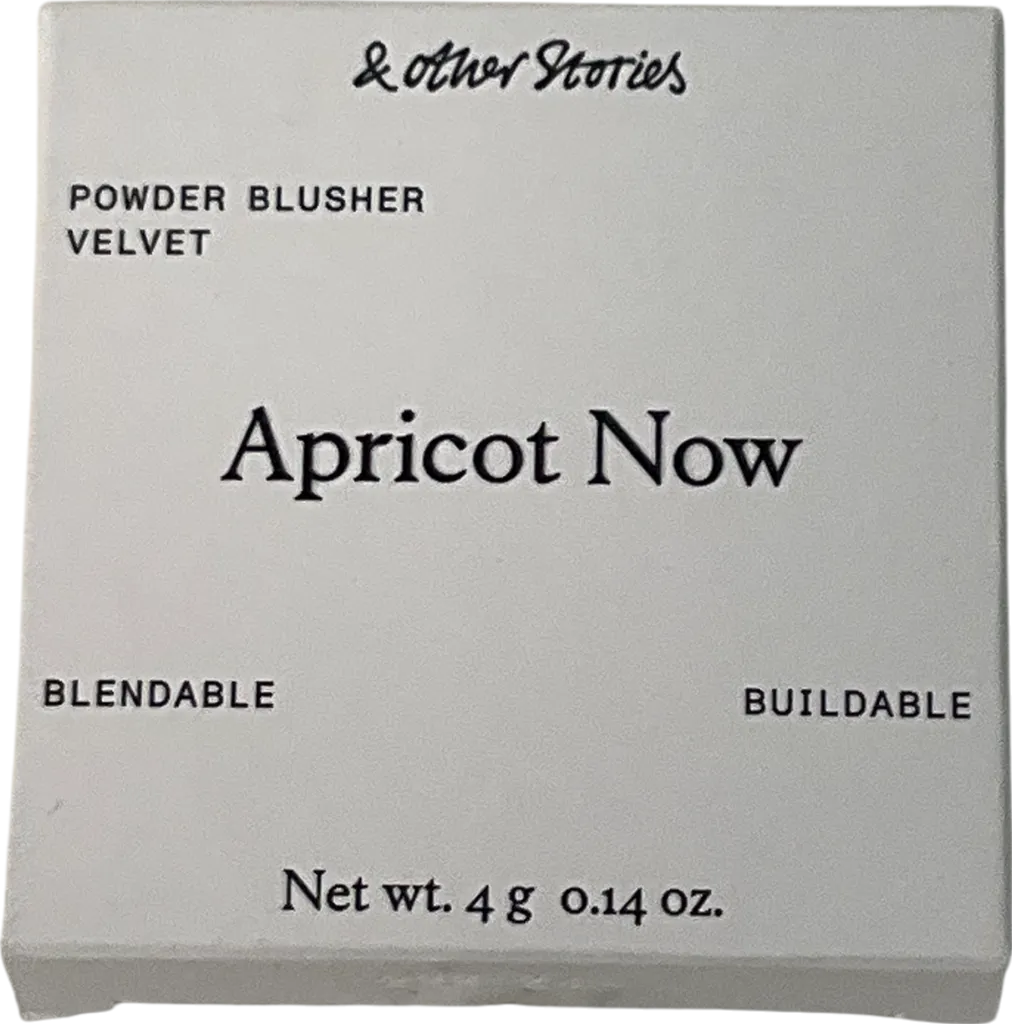 & other Stories
POWDER BLUSHER
VELVET
Apricot Now
BLENDABLE
BUILDABLE
Net wt. 4 g 0.14 oz.